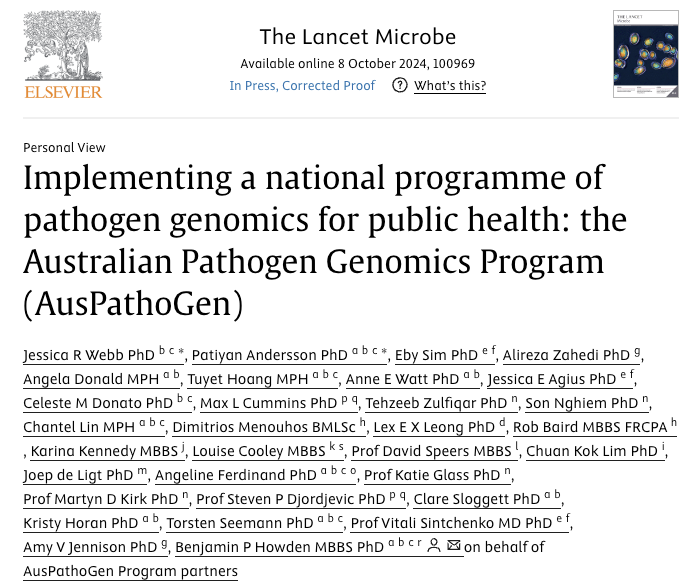 The Lancet Microbe
Available online 8 October 2024, 100969
In Press, Corrected Proof ? What's this?
ELSEVIER
THE LANCET
Microbe
Personal View
Implementing a national programme of
pathogen genomics for public health: the
Australian Pathogen Genomics Program
(AusPathoGen)
Jessica R Webb PhD b c *, Patiyan Andersson PhD a b c *, Eby Sim PhD e f, Alireza Zahedi PhD g,
Angela Donald MPH a b, Tuyet Hoang MPH a b c, Anne E Watt PhD a b, Jessica E Agius PhD e f,
Celeste M Donato PhD b c, Max L Cummins PhD p q, Tehzeeb Zulfiqar PhD n, Son Nghiem PhD n,
Chantel Lin MPH a b c, Dimitrios Menouhos BMLSc h, Lex E X Leong PhD d, Rob Baird MBBS FRCPA h
, Karina Kennedy MBBS j, Louise Cooley MBBS k s, Prof David Speers MBBS l, Chuan Kok Lim PhD i,
Joep de Ligt PhD m, Angeline Ferdinand PhD a b c o, Prof Katie Glass PhD n,
Prof Martyn D Kirk PhD n, Prof Steven P Djordjevic PhD p q, Clare Sloggett PhD a b,
Kristy Horan PhD a b, Torsten Seemann PhD a b c, Prof Vitali Sintchenko MD PhD e f,
Amy V Jennison PhD g, Benjamin P Howden MBBS PhD a b c r on behalf of
AusPathoGen Program partners